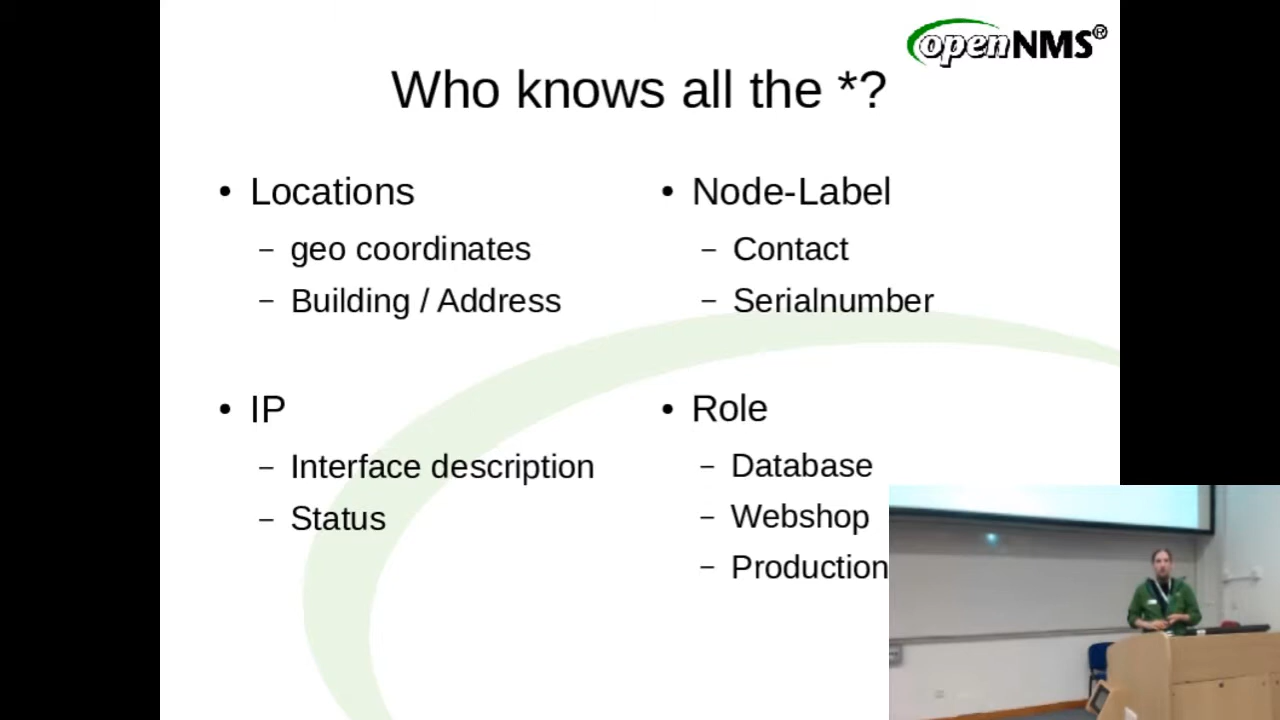 openNMS®
Who knows all the *?
• Locations
– geo coordinates
– Building / Address
• IP
– Interface description
– Status
• Node-Label
– Contact
– Serialnumber
• Role
– Database
– Webshop
– Production